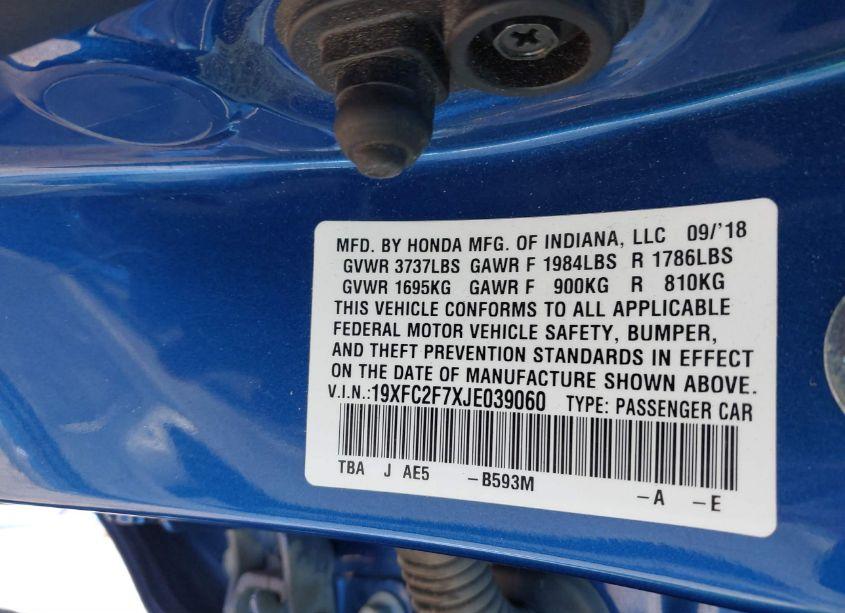 MFD. BY HONDA MFG. OF INDIANA, LLC 09/'18
GVWR 3737LBS GAWR F 1984LBS R 1786LBS
GVWR 1695KG GAWR F 900KG R 810KG
THIS VEHICLE CONFORMS TO ALL APPLICABLE
FEDERAL MOTOR VEHICLE SAFETY, BUMPER,
AND THEFT PREVENTION STANDARDS IN EFFECT
ON THE DATE OF MANUFACTURE SHOWN ABOVE.
V.I.N.:19XFC2F7XJE039060 TYPE: PASSENGER CAR
TBA J AE5 -B593M -A -E